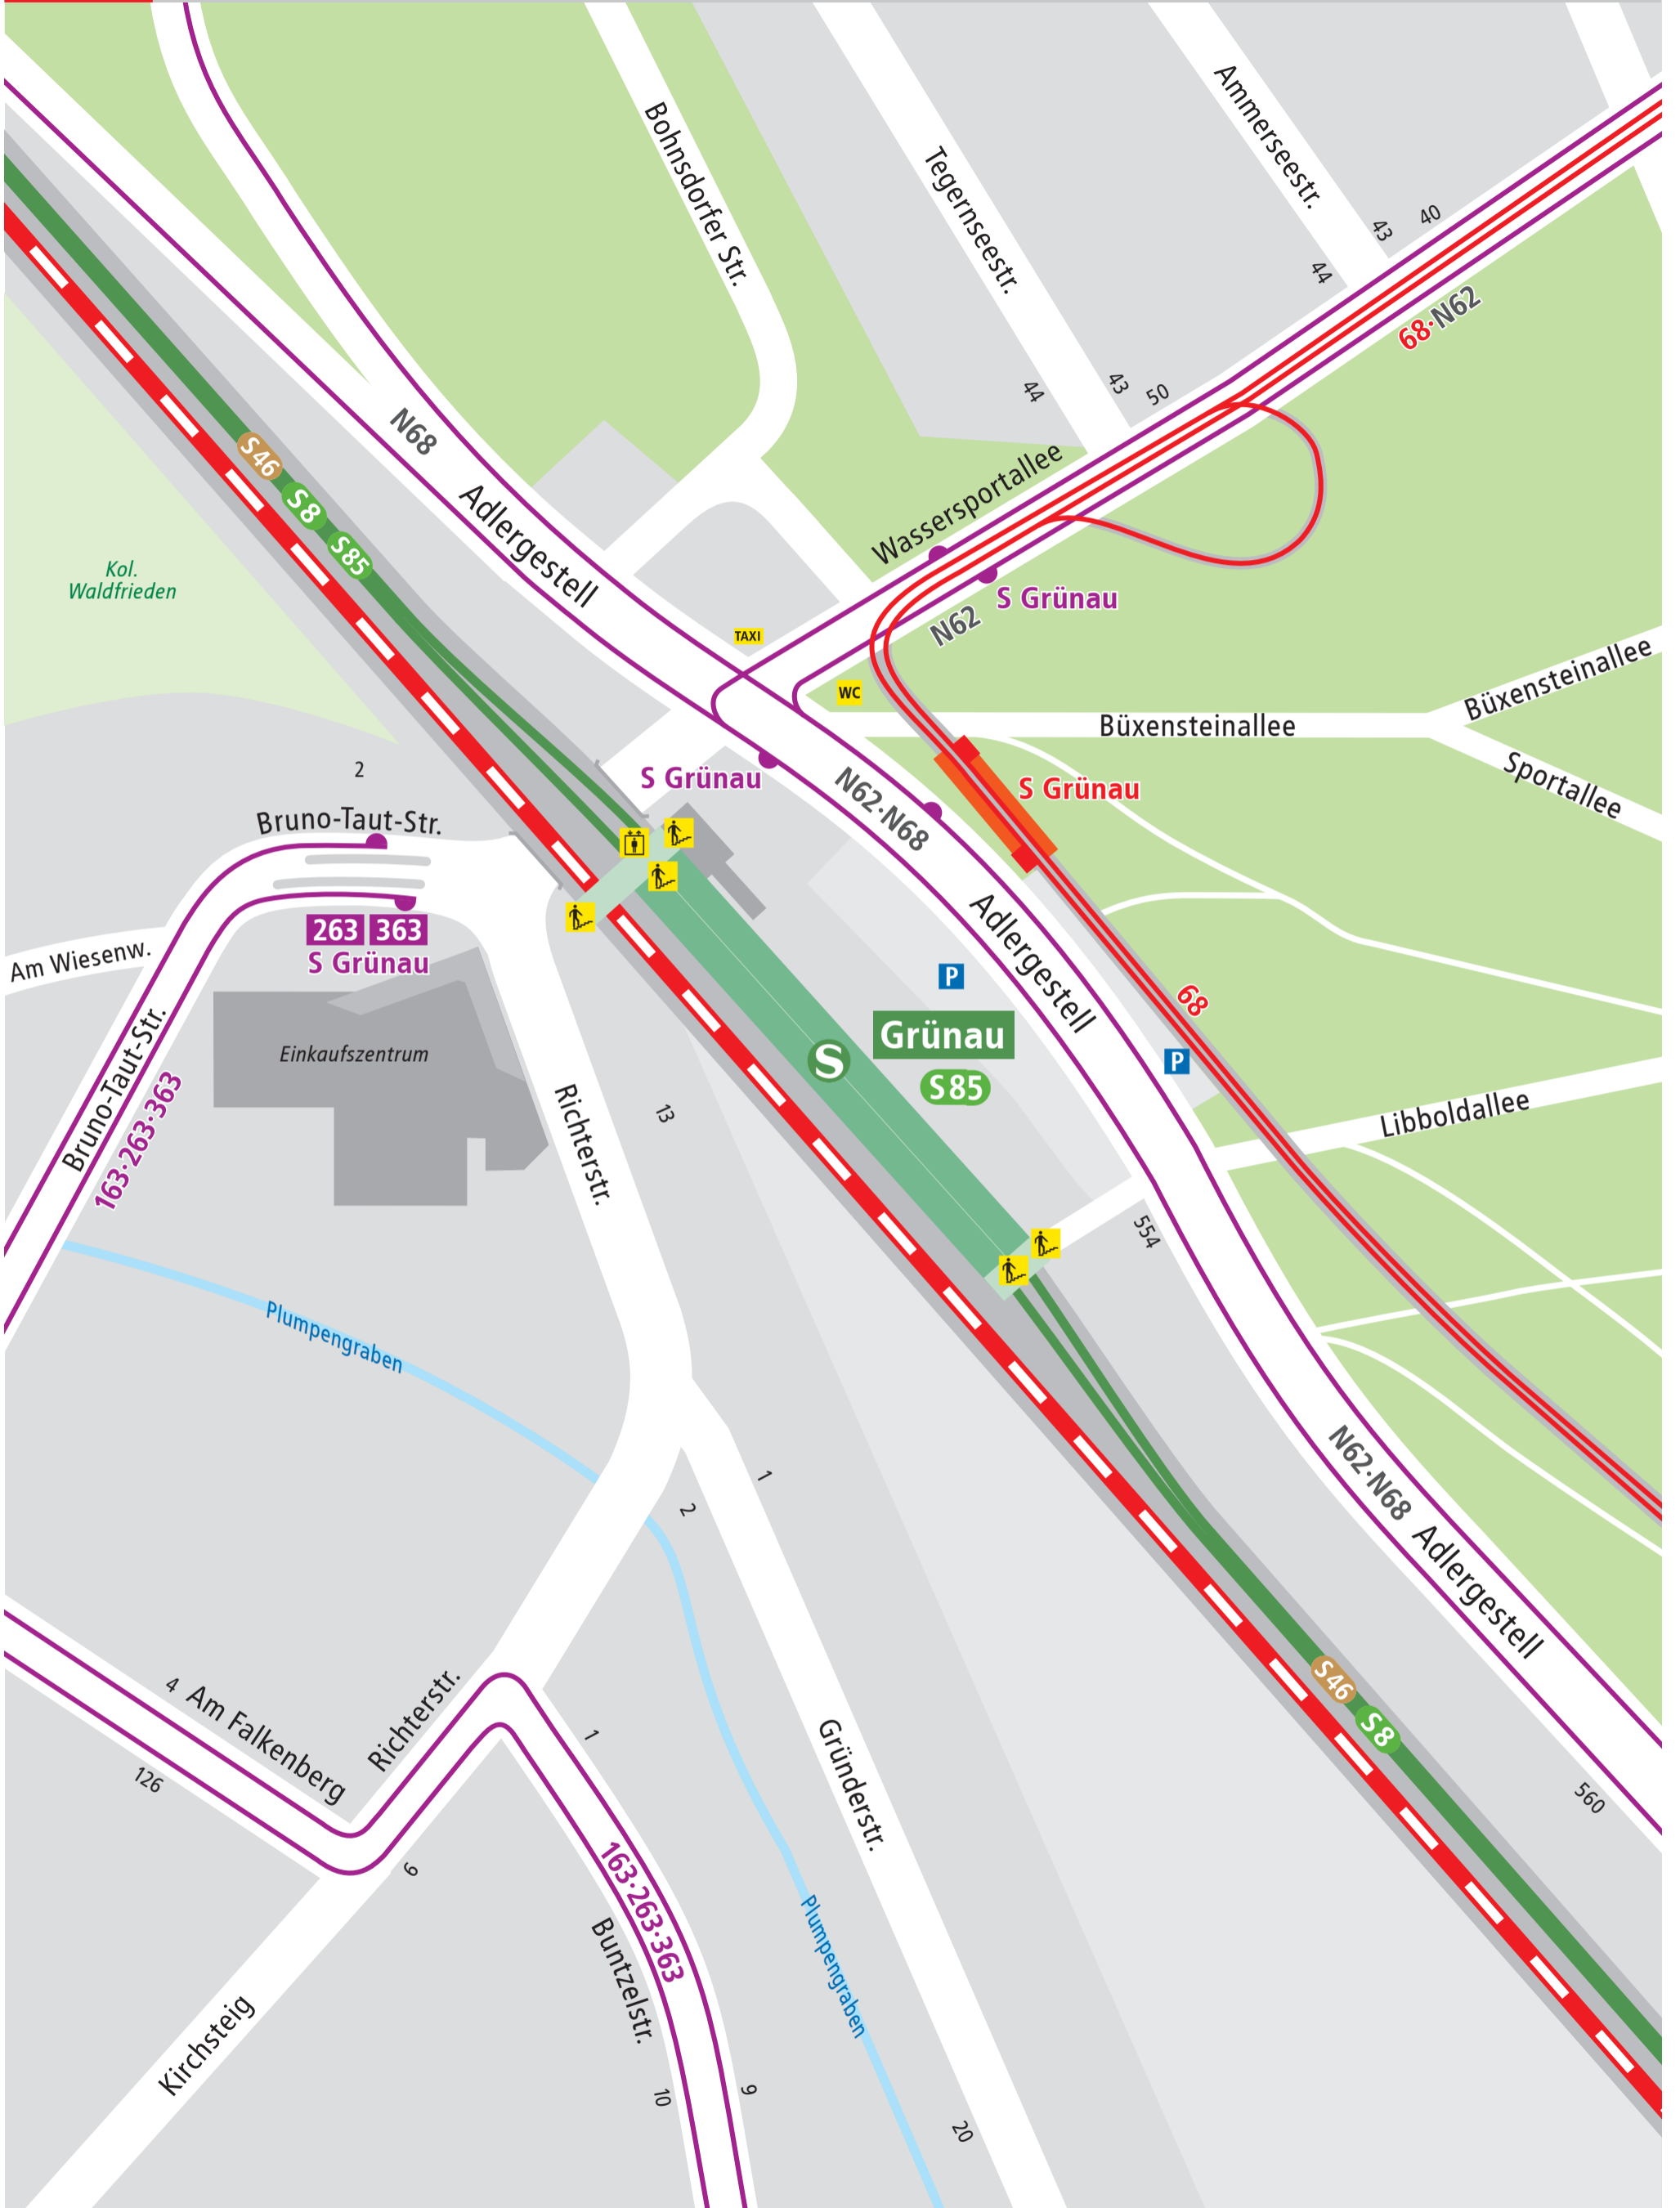 Ammerseestr.
Bohnsdorfer Str.
Tegernseestr.
43
40
44
68·N62
44
43
50
N68
S46
S8
S85
Adlergestell
Wassersportallee
Kol.
Waldfrieden
S Grünau
N62
TAXI
WC
Büxensteinallee
Büxensteinallee
Sportallee
2
S Grünau
N62·N68
S Grünau
Bruno-Taut-Str.
263 363
S Grünau
Am Wiesenw.
Adlergestell
P
68
Grünau
S
S85
P
Einkaufszentrum
Bruno-Taut-Str.
163·263·363
Richterstr.
13
Libboldallee
554
Plumpengraben
N62·N68
Adlergestell
1
2
S46
S8
4
Am Falkenberg
Richterstr.
126
1
Gründerstr.
560
6
163·263·363
Buntzelstr.
Plumpengraben
Kirchsteig
10
9
20